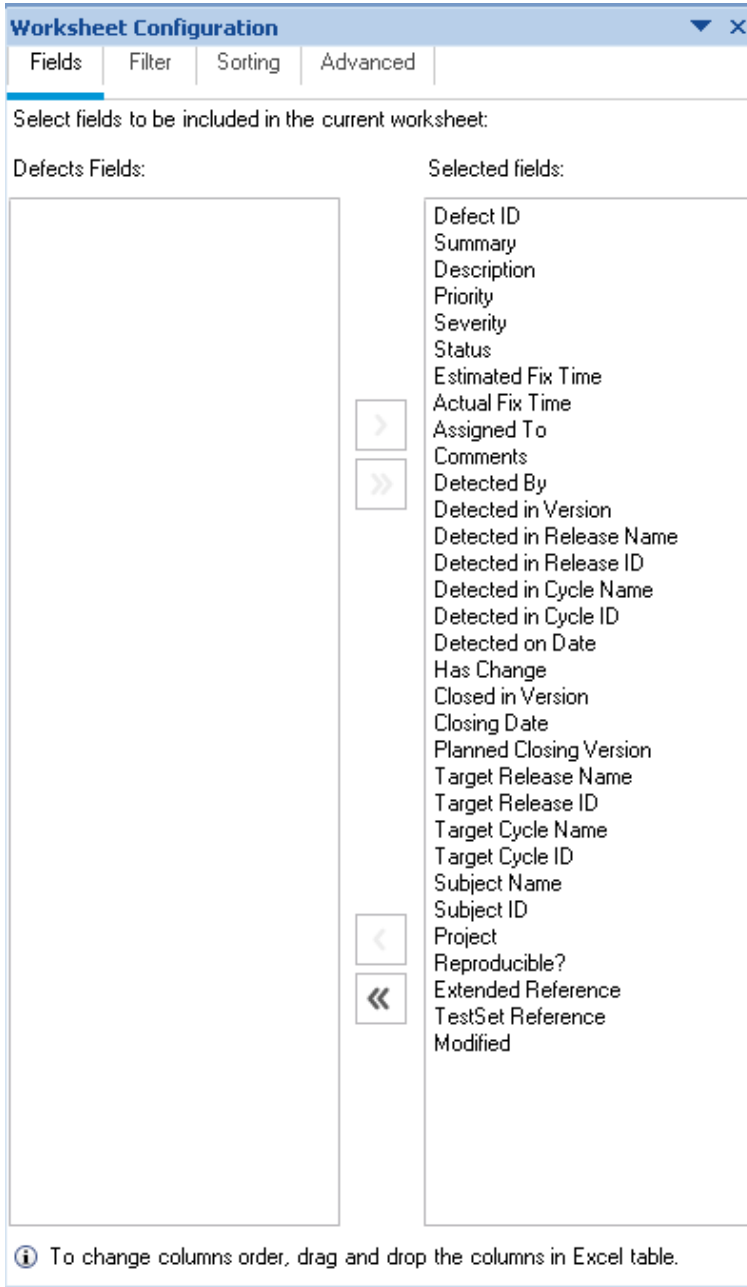 Worksheet Configuration
Fields Filter Sorting Advanced
Select fields to be included in the current worksheet:
Defects Fields:
Selected fields:
Defect ID
Summary
Description
Priority
Severity
Status
Estimated Fix Time
Actual Fix Time
Assigned To
Comments
Detected By
Detected in Version
Detected in Release Name
Detected in Release ID
Detected in Cycle Name
Detected in Cycle ID
Detected on Date
Has Change
Closed in Version
Closing Date
Planned Closing Version
Target Release Name
Target Release ID
Target Cycle Name
Target Cycle ID
Subject Name
Subject ID
Project
Reproducible?
Extended Reference
TestSet Reference
Modified
To change columns order, drag and drop the columns in Excel table.